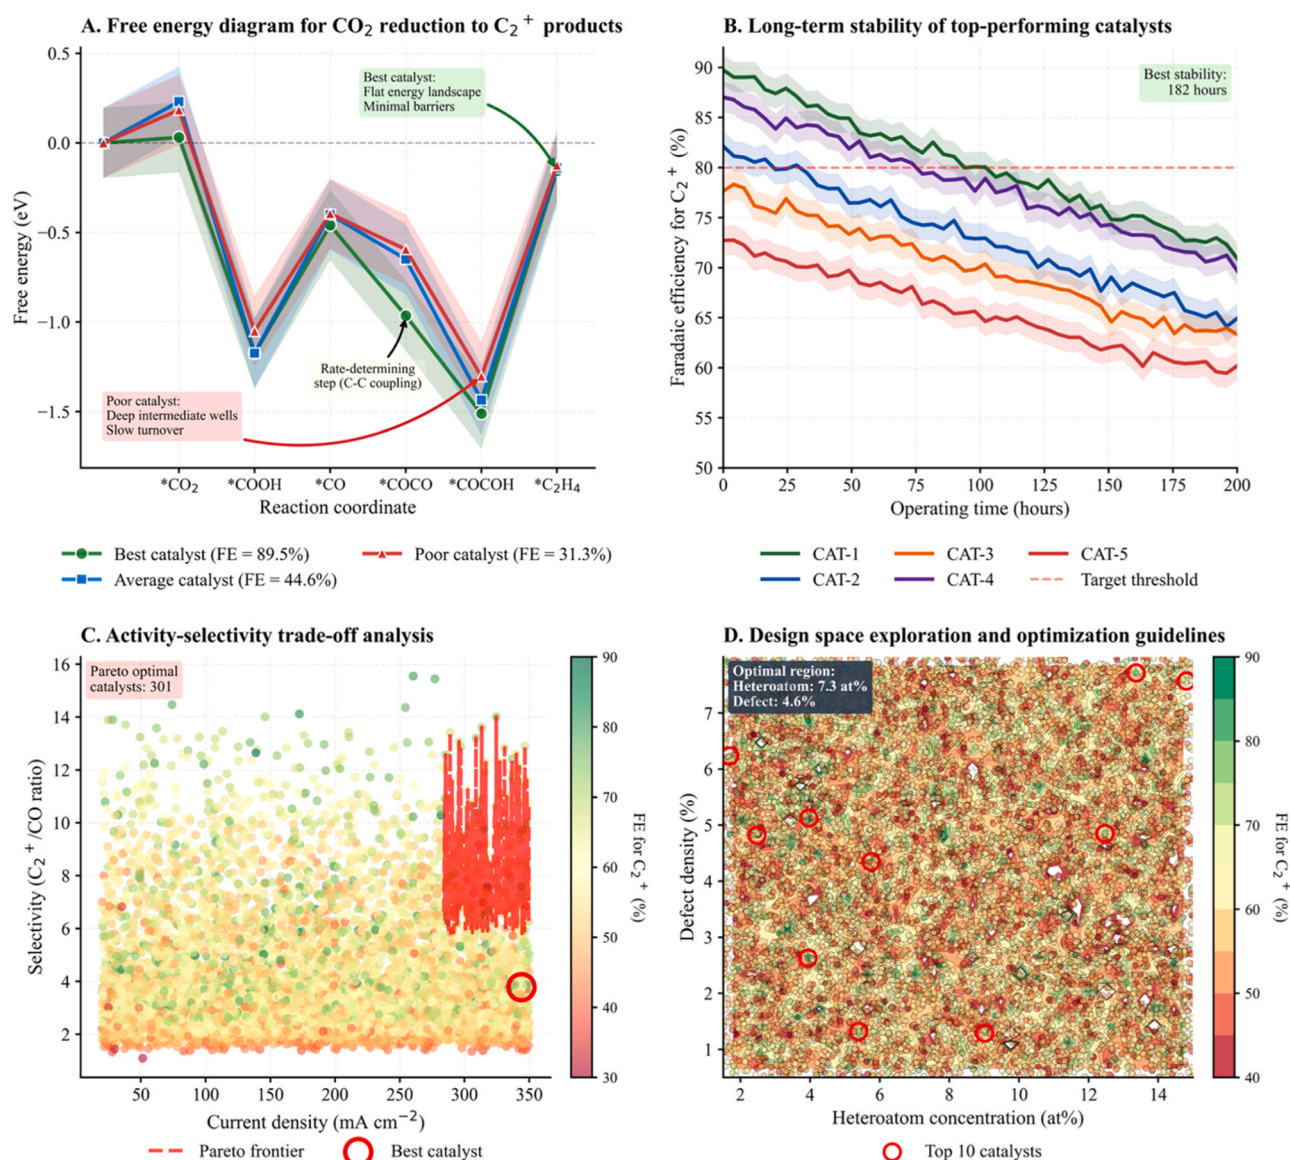 A. Free energy diagram for CO₂ reduction to C₂⁺ products
0.5
0.0
−0.5
−1.0
−1.5
Free energy (eV)
Best catalyst:
Flat energy landscape
Minimal barriers
Rate-determining
step (C-C coupling)
Poor catalyst:
Deep intermediate wells
Slow turnover
*CO₂ *COOH *CO *COCO *COCOH *C₂H₄
Reaction coordinate
Best catalyst (FE = 89.5%)
Poor catalyst (FE = 31.3%)
Average catalyst (FE = 44.6%)
B. Long-term stability of top-performing catalysts
90
85
80
75
70
65
60
55
50
Faradaic efficiency for C₂⁺ (%)
Best stability:
182 hours
0 25 50 75 100 125 150 175 200
Operating time (hours)
CAT-1 CAT-3 CAT-5
CAT-2 CAT-4 Target threshold
C. Activity-selectivity trade-off analysis
16
14
12
10
8
6
4
2
Selectivity (C₂⁺/CO ratio)
Pareto optimal
catalysts: 301
50 100 150 200 250 300 350
Current density (mA cm⁻²)
90
80
70
60
50
40
30
FE for C₂⁺ (%)
Pareto frontier Best catalyst
D. Design space exploration and optimization guidelines
7
6
5
4
3
2
1
Defect density (%)
Optimal region:
Heteroatom: 7.3 at%
Defect: 4.6%
2 4 6 8 10 12 14
Heteroatom concentration (at%)
90
80
70
60
50
40
FE for C₂⁺ (%)
Top 10 catalysts